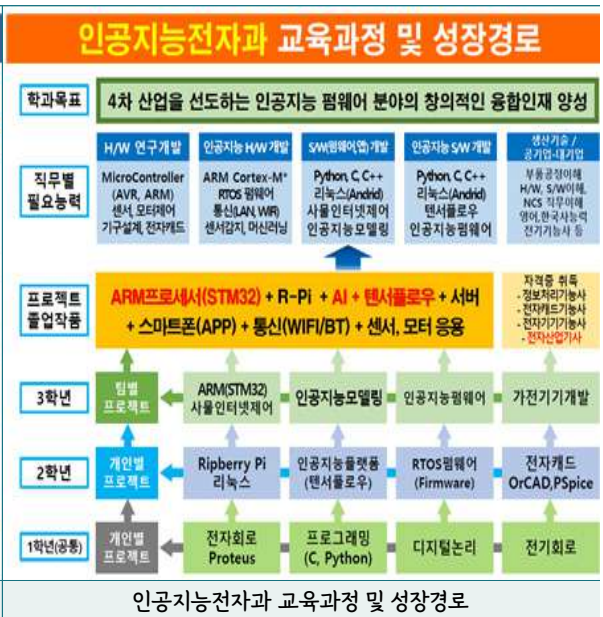 인공지능전자과 교육과정 및 성장경로
학과목표
4차 산업을 선도하는 인공지능 펌웨어 분야의 창의적인 융합인재 양성
직무별
필요능력
H/W 연구개발
MicroController
(AVR, ARM)
센서, 모터제어
기구설계, 전자캐드
인공지능 H/W 개발
ARM Cortex-M*
RTOS 펌웨어
통신(LAN, WIFI)
센서감지, 머신러닝
S/W(펌웨어,앱) 개발
Python, C, C++
리눅스(Andrid)
사물인터넷제어
인공지능모델링
인공지능 S/W 개발
Python, C, C++
리눅스(Andrid)
텐서플로우
인공지능펌웨어
생산기술 /
공기업-대기업
부품공정이해
H/W, S/W이해,
NCS 직무이해
영어,한국사능력
전기기능사 등
프로젝트
졸업작품
ARM프로세서(STM32) + R-Pi + AI + 텐서플로우 + 서버
+ 스마트폰(APP) + 통신(WIFI/BT) + 센서, 모터 응용
자격증 취득
- 정보처리기능사
- 전자캐드기능사
- 전자기기기능사
- 전자산업기사
3학년
팀별
프로젝트
ARM(STM32)
사물인터넷제어
인공지능모델링
인공지능펌웨어
가전기기개발
2학년
개인별
프로젝트
Ripberry Pi
리눅스
인공지능플랫폼
(텐서플로우)
RTOS펌웨어
(Firmware)
전자캐드
OrCAD,PSpice
1학년(공통)
개인별
프로젝트
전자회로
Proteus
프로그래밍
(C, Python)
디지털논리
전기회로
인공지능전자과 교육과정 및 성장경로